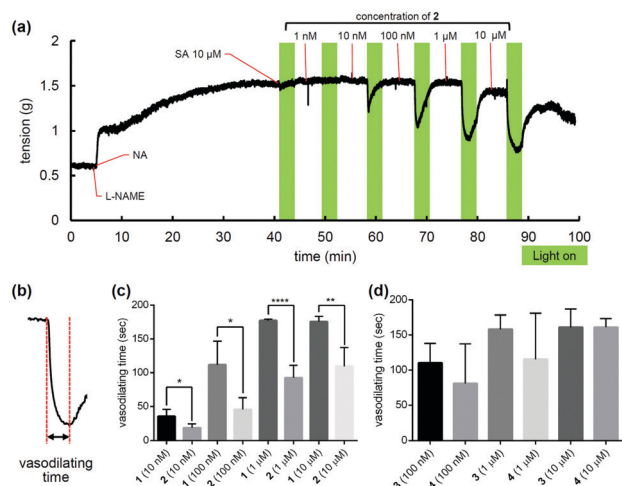 (a)
concentration of 2
SA 10 μM
1 nM
10 nM
100 nM
1 μM
10 μM
2
1.5
1
0.5
0
tension (g)
NA
L-NAME
0 10 20 30 40 50 60 70 80 90 100
time (min)
Light on
(b)
vasodilating
time
(c)
200
150
100
50
0
vasodilating time (sec)
*
*
****
**
1 (10 nM)
2 (10 nM)
1 (100 nM)
2 (100 nM)
1 (1 μM)
2 (1 μM)
1 (10 μM)
2 (10 μM)
(d)
200
150
100
50
0
vasodilating time (sec)
3 (100 nM)
4 (100 nM)
3 (1 μM)
4 (1 μM)
3 (10 μM)
4 (10 μM)